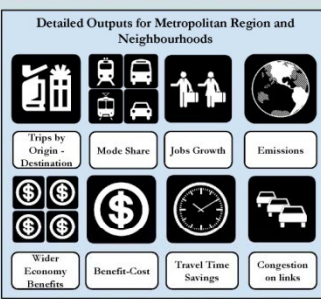 Detailed Outputs for Metropolitan Region and
Neighbourhoods
Trips by
Origin -
Destination
Mode Share
Jobs Growth
Emissions
$ $
$ $
$
Wider
Economy
Benefits
Benefit-Cost
Travel Time
Savings
Congestion
on links